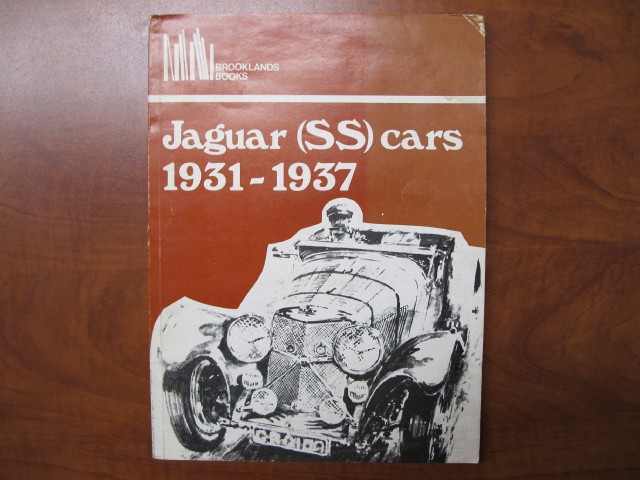 BROOKLANDS
BOOKS
Jaguar (SS) cars
1931-1937